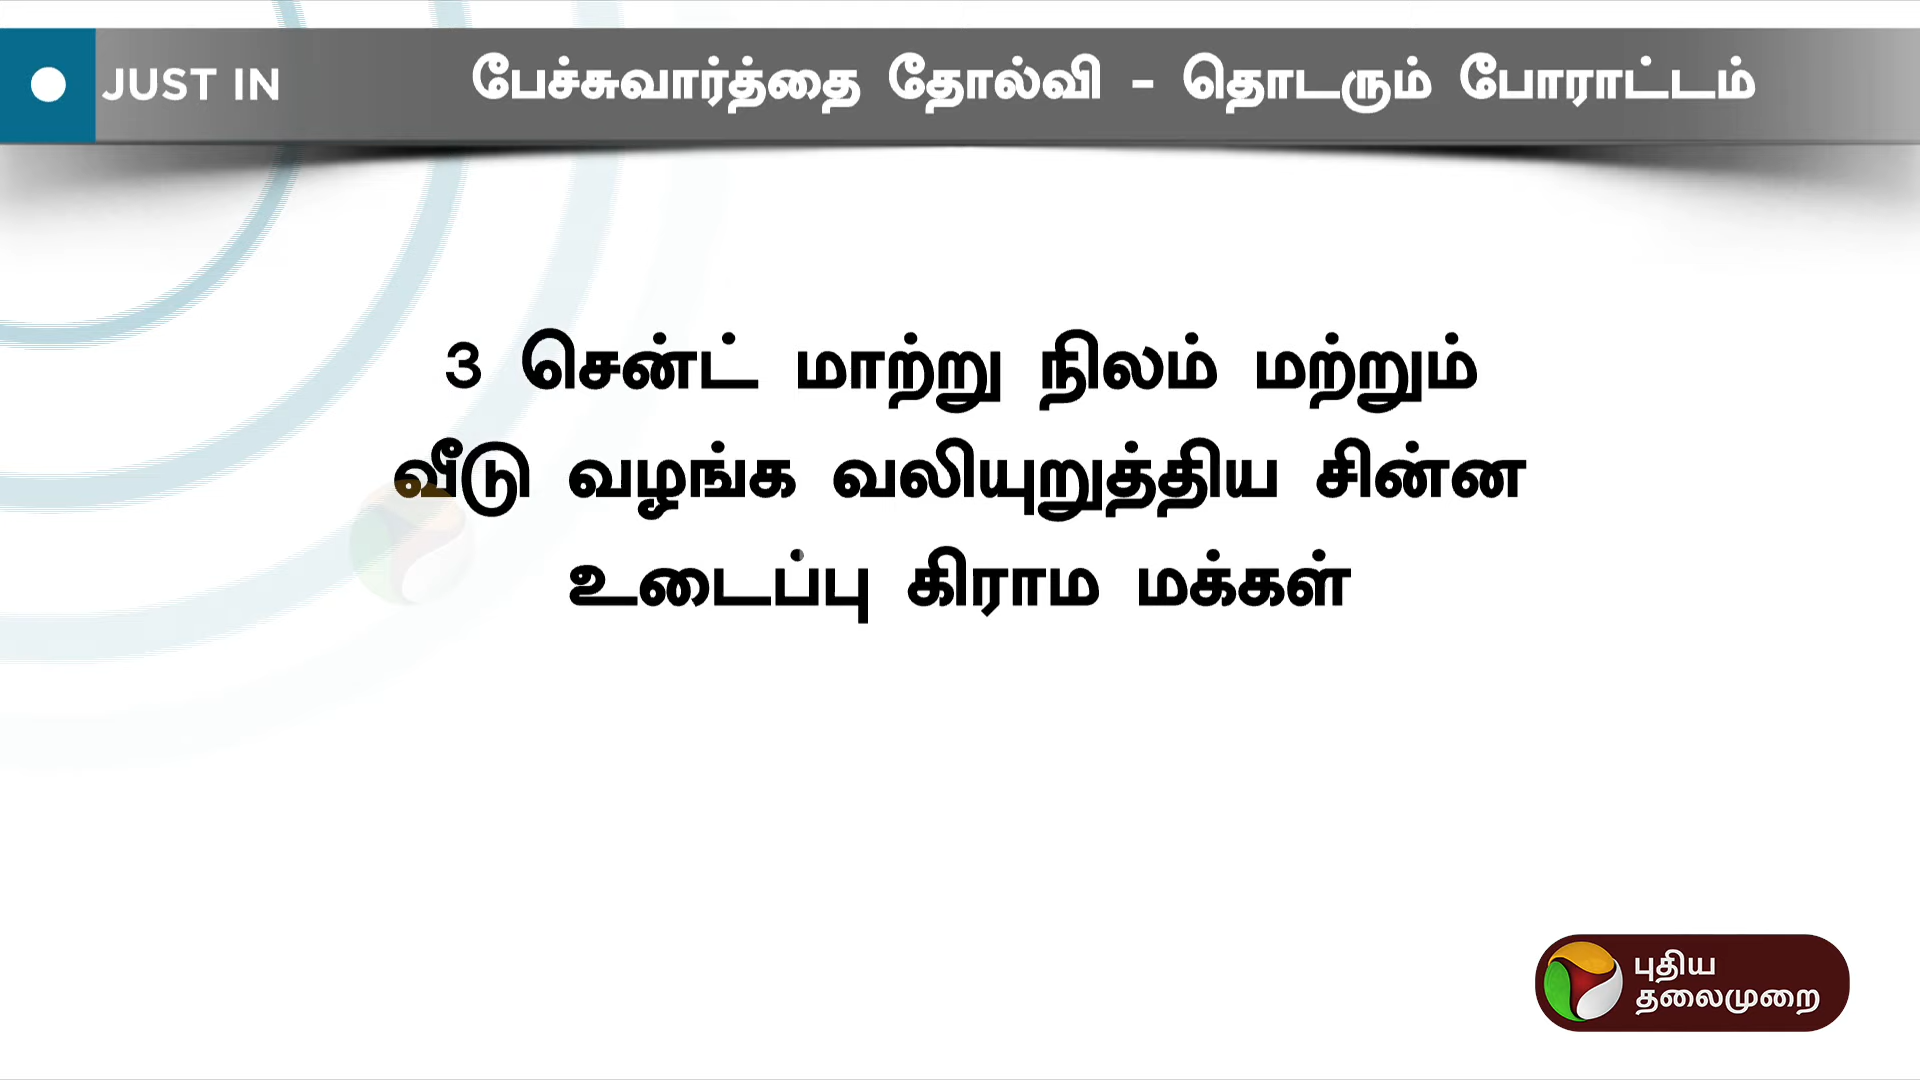 JUST IN பேச்சுவார்த்தை தோல்வி - தொடரும் போராட்டம்
3 சென்ட் மாற்று நிலம் மற்றும்
வீடு வழங்க வலியுறுத்திய சின்ன
உடைப்பு கிராம மக்கள்
புதிய
தலைமுறை